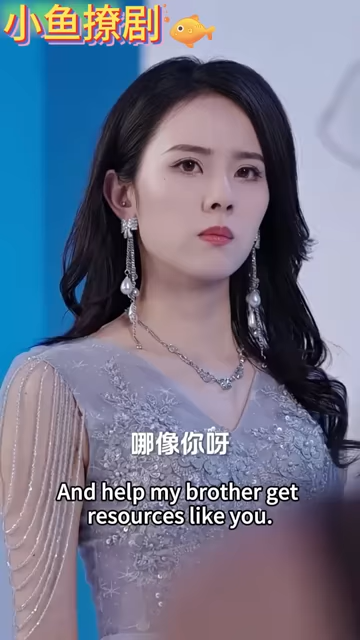 小鱼撩剧
哪像你呀
And help my brother get
resources like you.